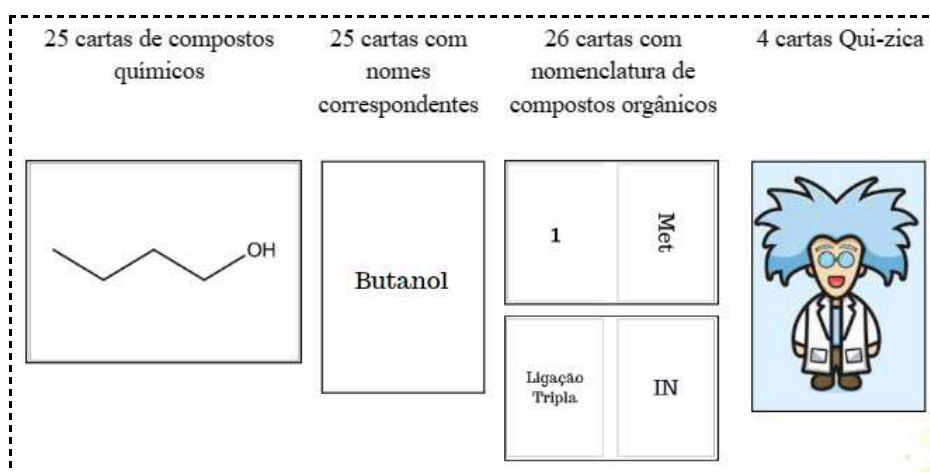 25 cartas de compostos
químicos
25 cartas com
nomes
correspondentes
26 cartas com
nomenclatura de
compostos orgânicos
4 cartas Qui-zica
OH
Butanol
1
Met
Ligação
Tripla
IN